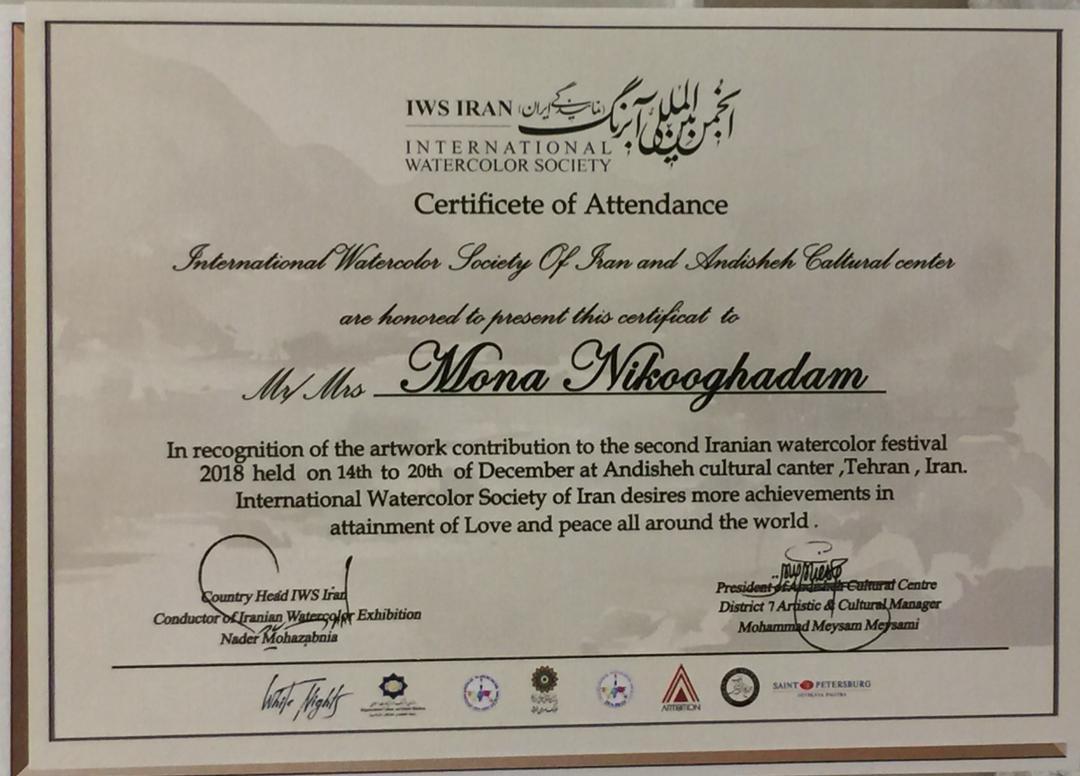 IWS IRAN
انجمن بین المللی آبرنگ
(نمایندگی ایران)
INTERNATIONAL
WATERCOLOR SOCIETY
Certificete of Attendance
International Watercolor Society Of Iran and Andisheh Caltural center
are honored to present this certificat to
Mr/Mrs Mona Nikooghadam
In recognition of the artwork contribution to the second Iranian watercolor festival
2018 held on 14th to 20th of December at Andisheh cultural canter ,Tehran , Iran.
International Watercolor Society of Iran desires more achievements in
attainment of Love and peace all around the world .
Country Head IWS Iran
Conductor of Iranian Watercolor Exhibition
Nader Mohazabnia
President of Andisheh Cultural Centre
District 7 Artistic & Cultural Manager
Mohammad Meysam Meysami
White Nights
ARTBITION
SAINT PETERSBURG